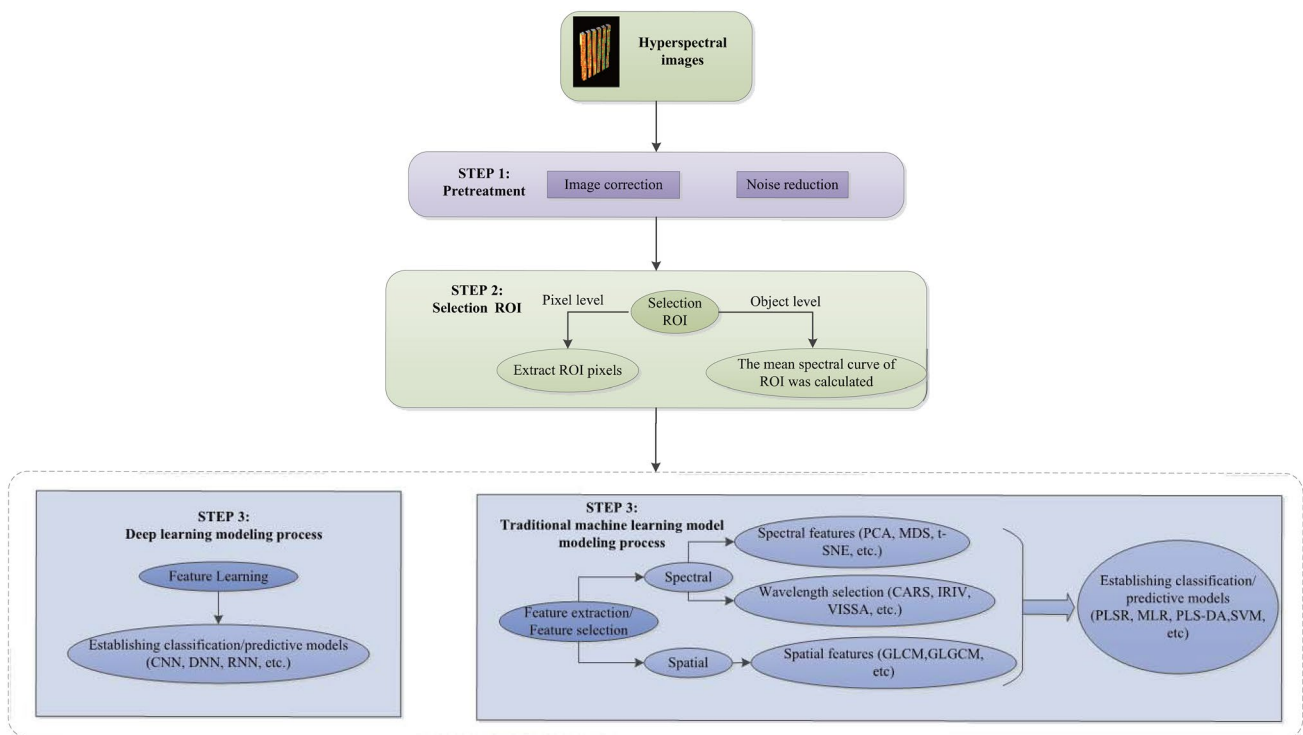 Hyperspectral
images
STEP 1:
Pretreatment
Image correction
Noise reduction
STEP 2:
Selection ROI
Pixel level
Selection
ROI
Object level
Extract ROI pixels
The mean spectral curve of
ROI was calculated
STEP 3:
Deep learning modeling process
Feature Learning
Establishing classification/predictive models
(CNN, DNN, RNN, etc.)
STEP 3:
Traditional machine learning model
modeling process
Feature extraction/
Feature selection
Spectral
Spatial
Spectral features (PCA, MDS, t-
SNE, etc.)
Wavelength selection (CARS, IRIV,
VISSA, etc.)
Spatial features (GLCM,GLGCM,
etc)
Establishing classification/
predictive models
(PLSR, MLR, PLS-DA,SVM,
etc)